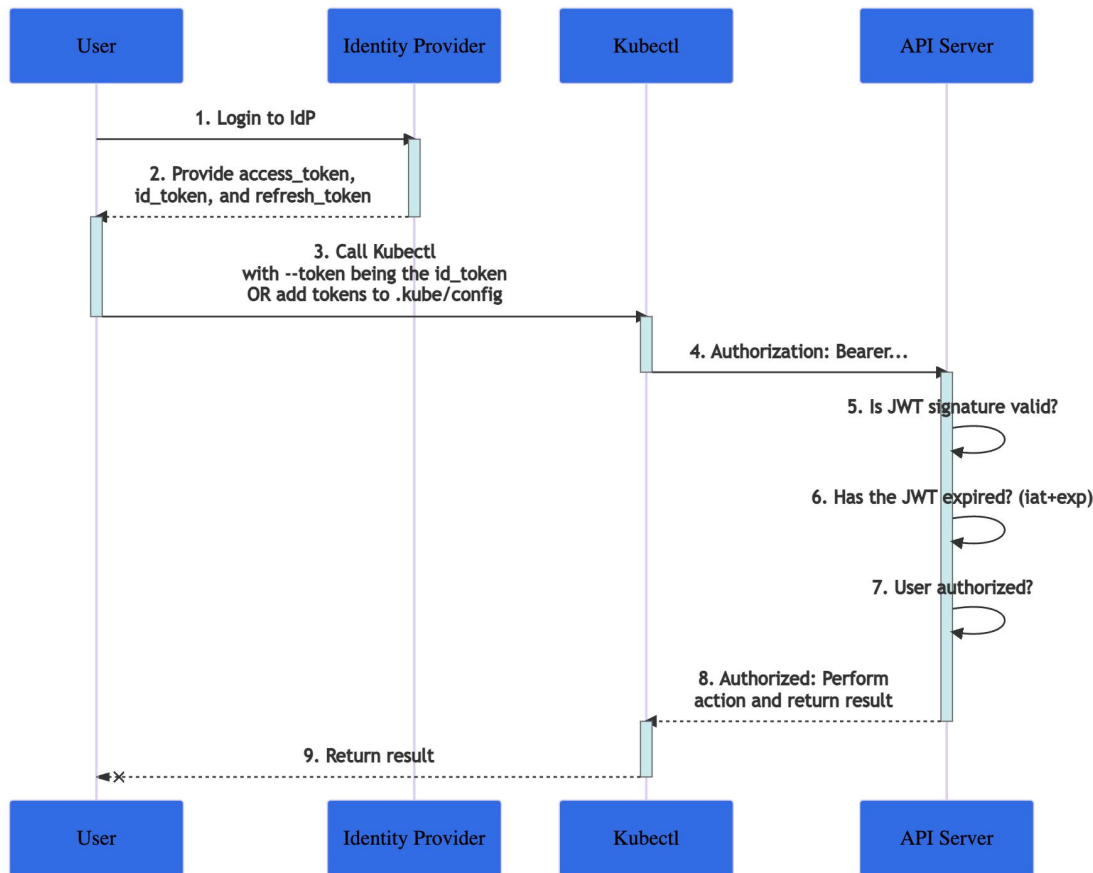 User
Identity Provider
Kubectl
API Server
1. Login to IdP
2. Provide access_token,
id_token, and refresh_token
3. Call Kubectl
with --token being the id_token
OR add tokens to .kube/config
4. Authorization: Bearer...
5. Is JWT signature valid?
6. Has the JWT expired? (iat+exp)
7. User authorized?
8. Authorized: Perform
action and return result
9. Return result
User
Identity Provider
Kubectl
API Server